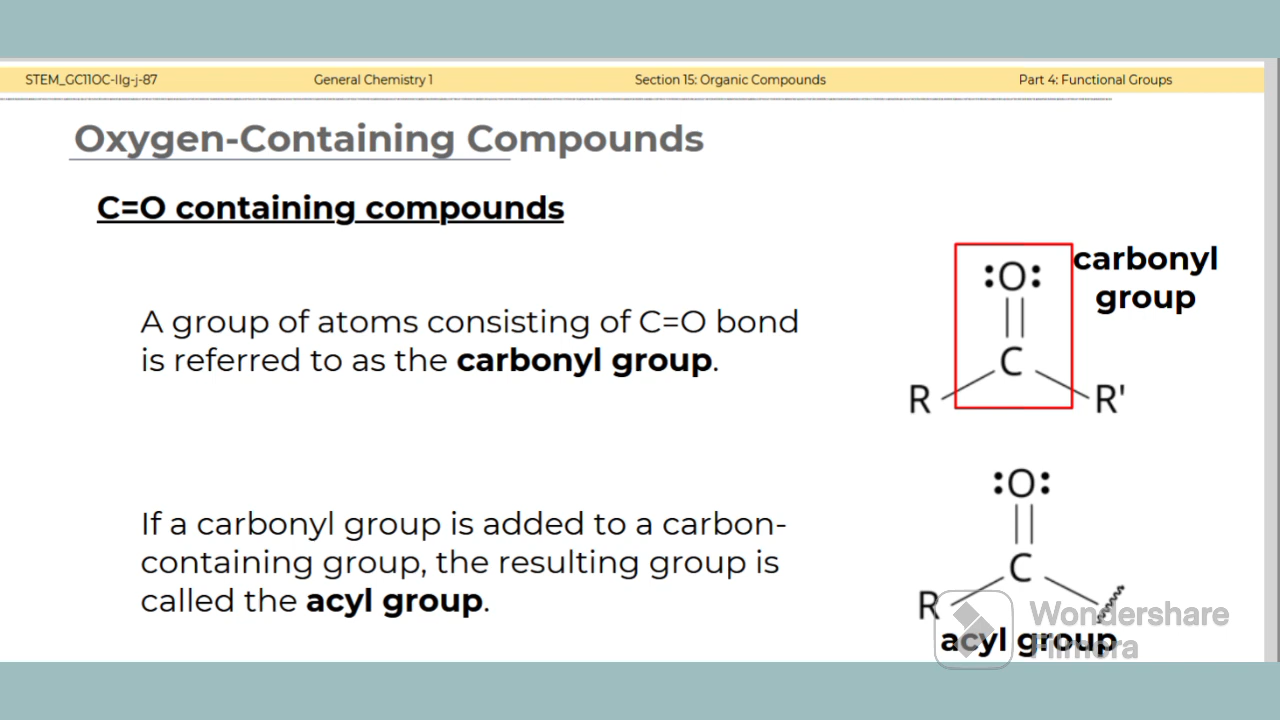 STEM_GC11OC-IIg-j-87 General Chemistry 1 Section 15: Organic Compounds Part 4: Functional Groups
Oxygen-Containing Compounds
C=O containing compounds
carbonyl
group
:O:
C
R R'
A group of atoms consisting of C=O bond
is referred to as the carbonyl group.
:O:
C
R
If a carbonyl group is added to a carbon-
containing group, the resulting group is
called the acyl group.
acyl group
Wondershare
Filmora